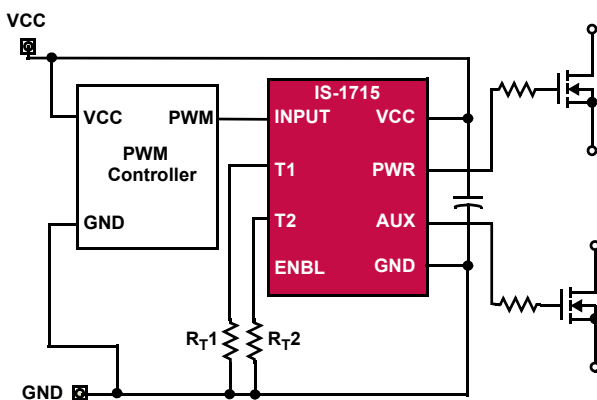 VCC
IS-1715
VCC PWM
INPUT VCC
PWM
Controller
T1 PWR
GND
T2 AUX
ENBL GND
RT1 RT2
GND